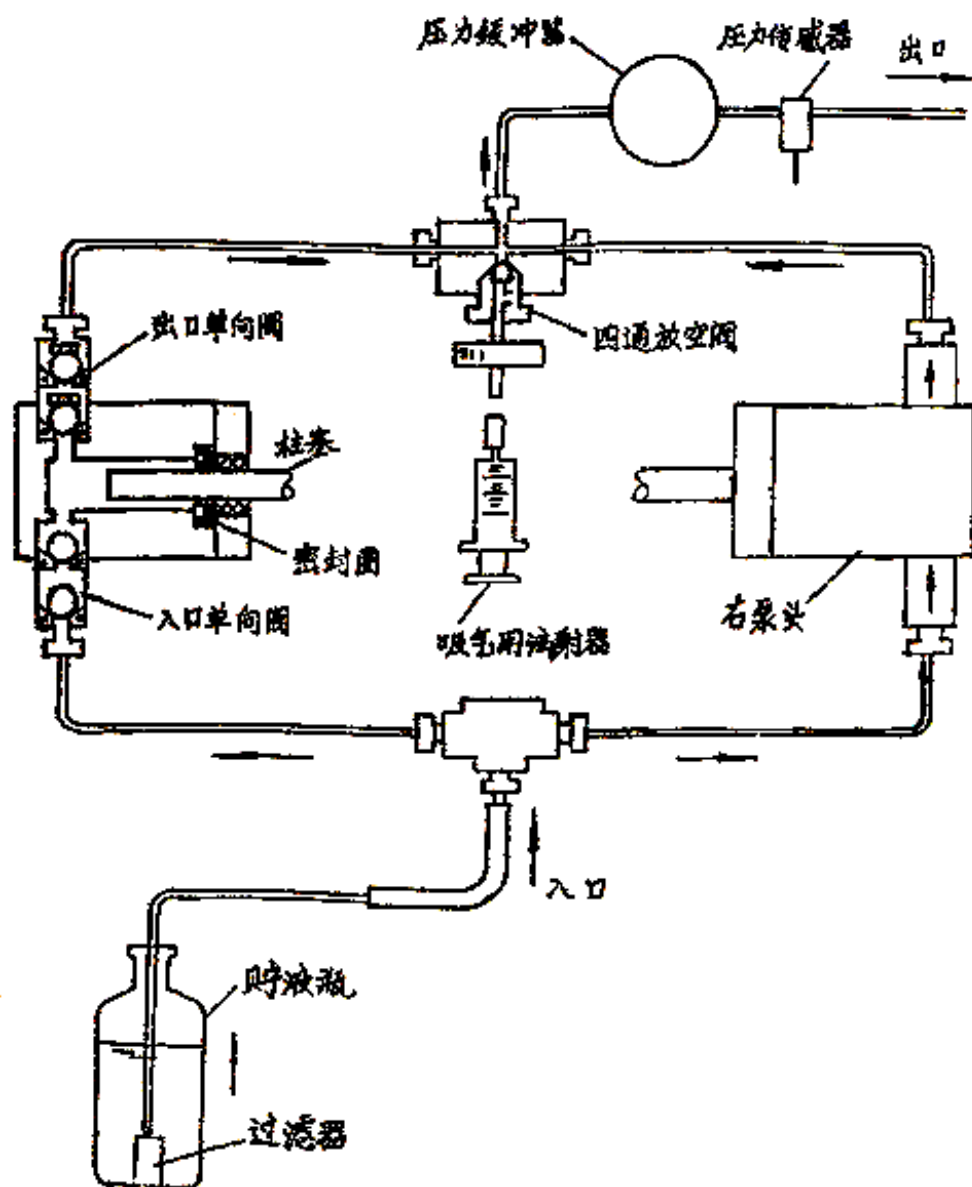 压力缓冲器
压力传感器
出口
出口单向阀
四通放空阀
柱塞
密封圈
入口单向阀
吸气用注射器
右泵头
入口
贮液瓶
过滤器